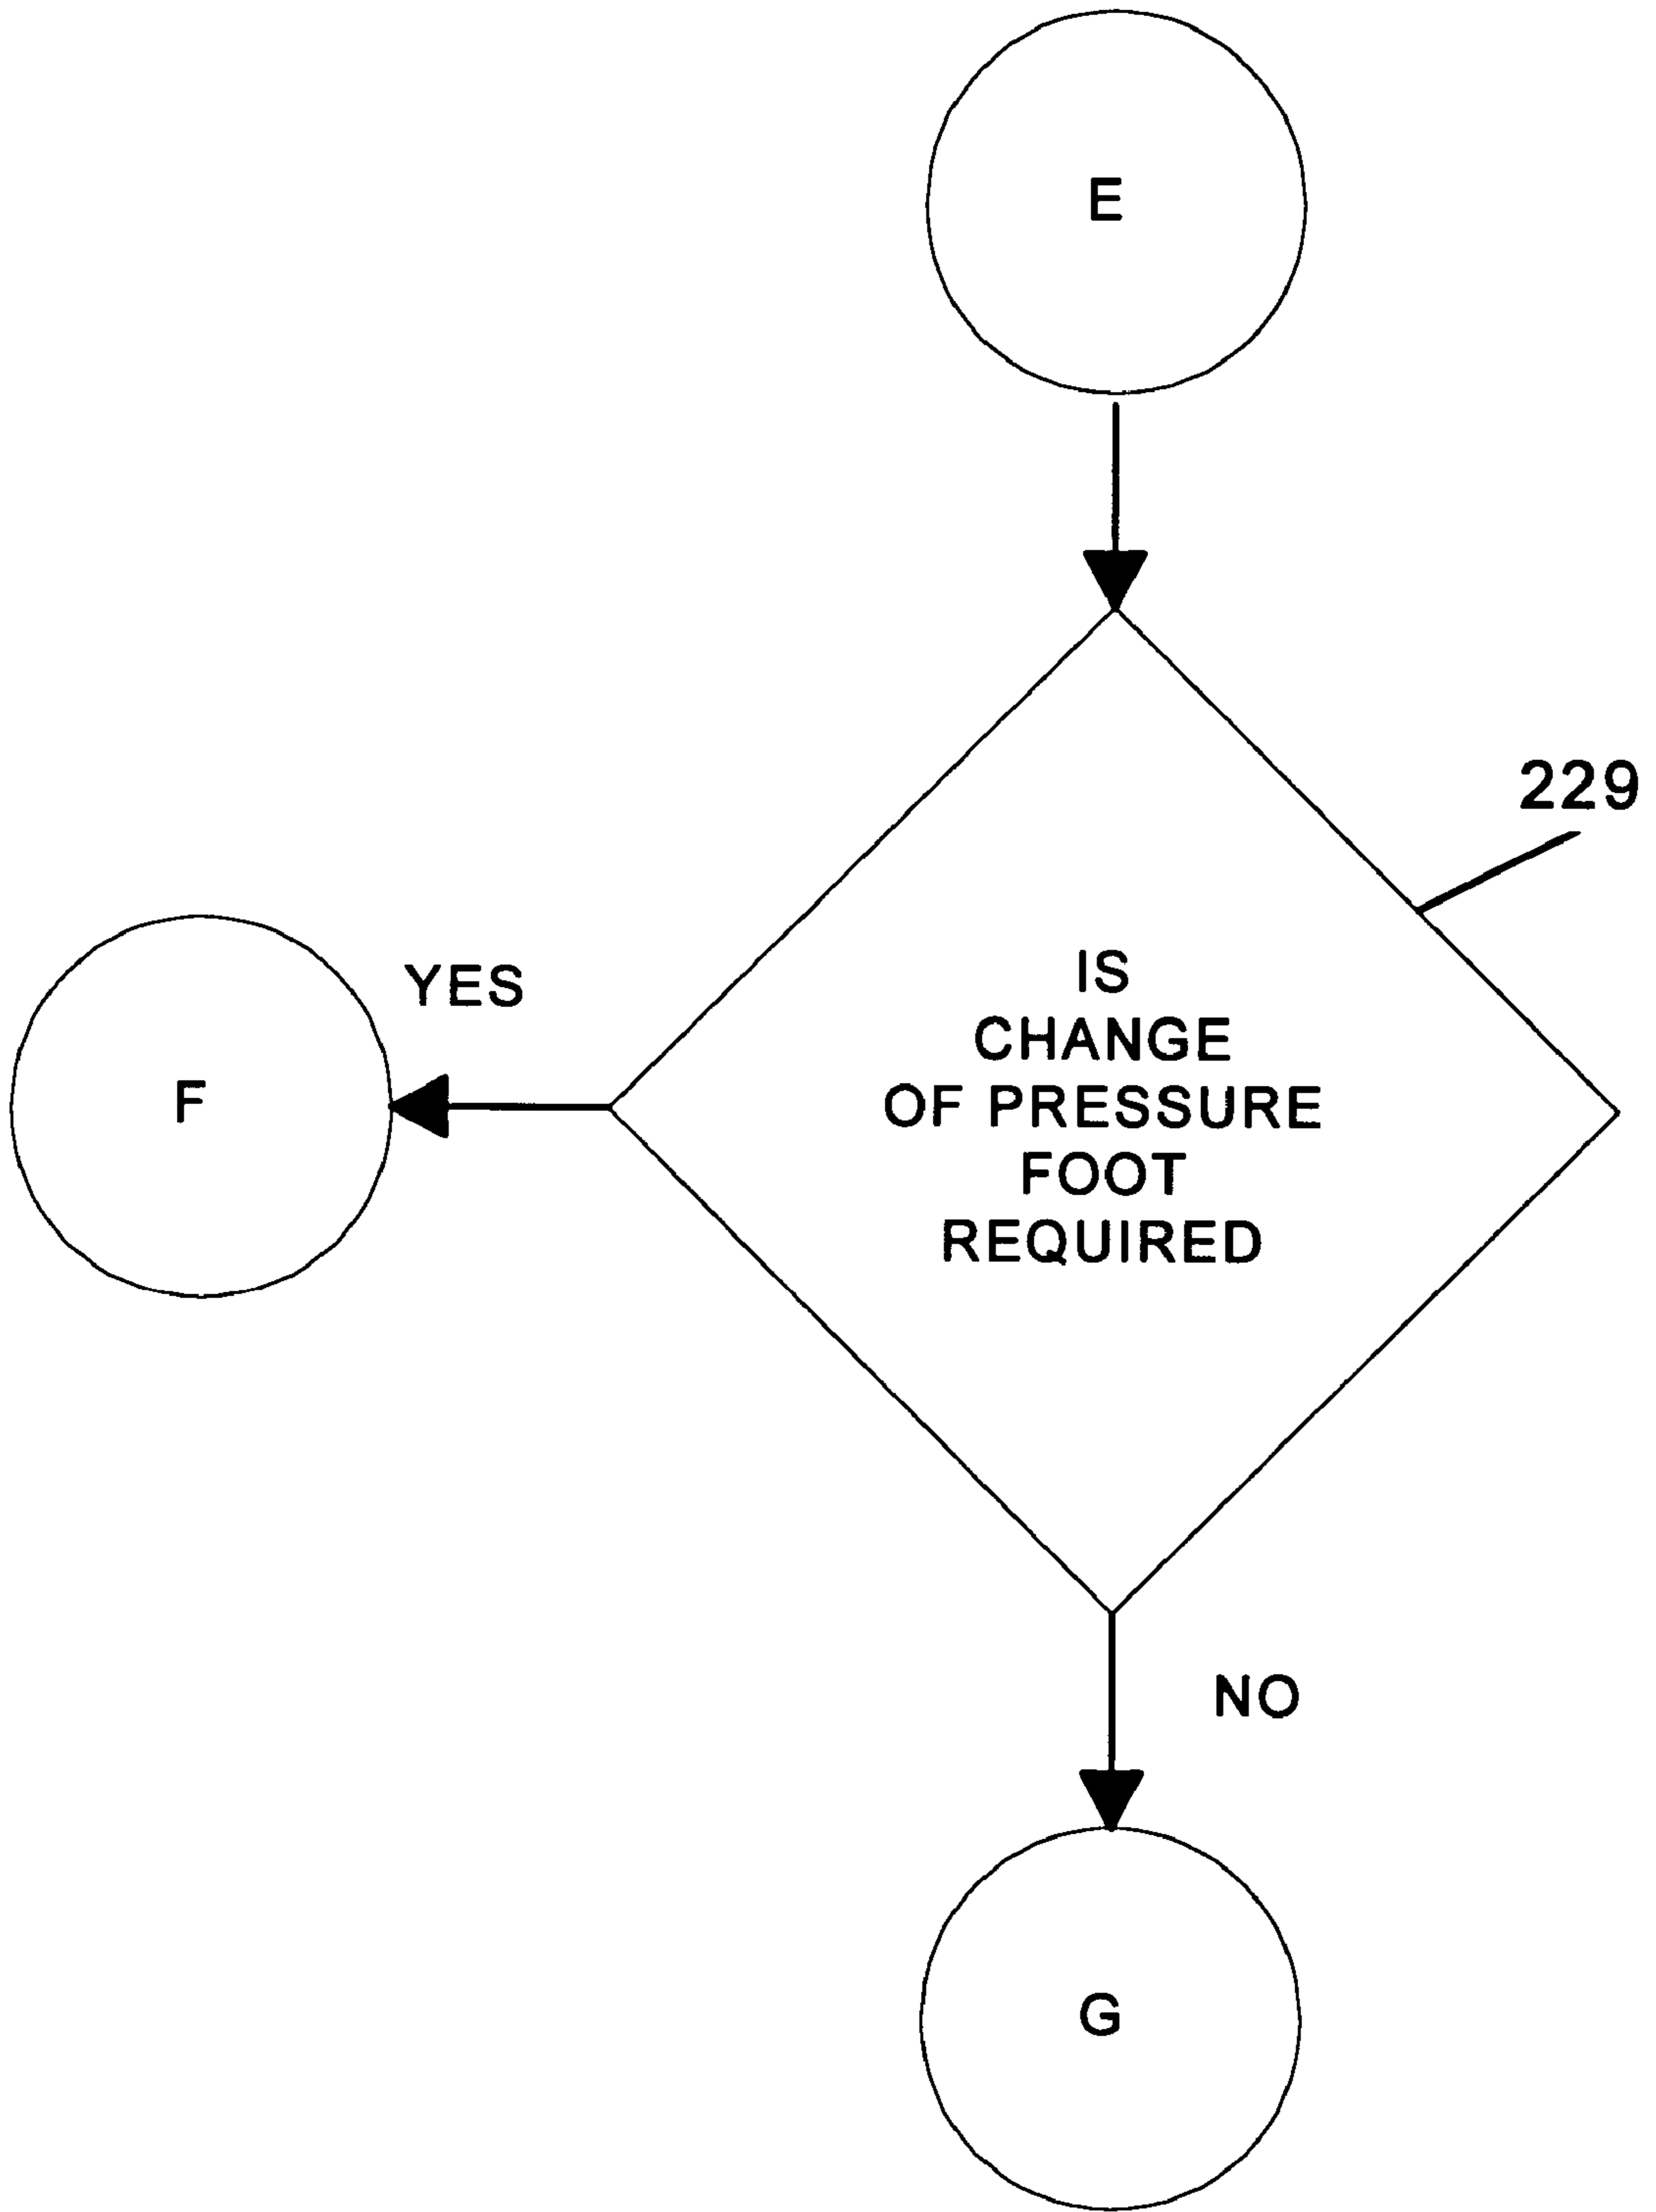 E
229
IS
CHANGE
OF PRESSURE
FOOT
REQUIRED
YES
F
NO
G